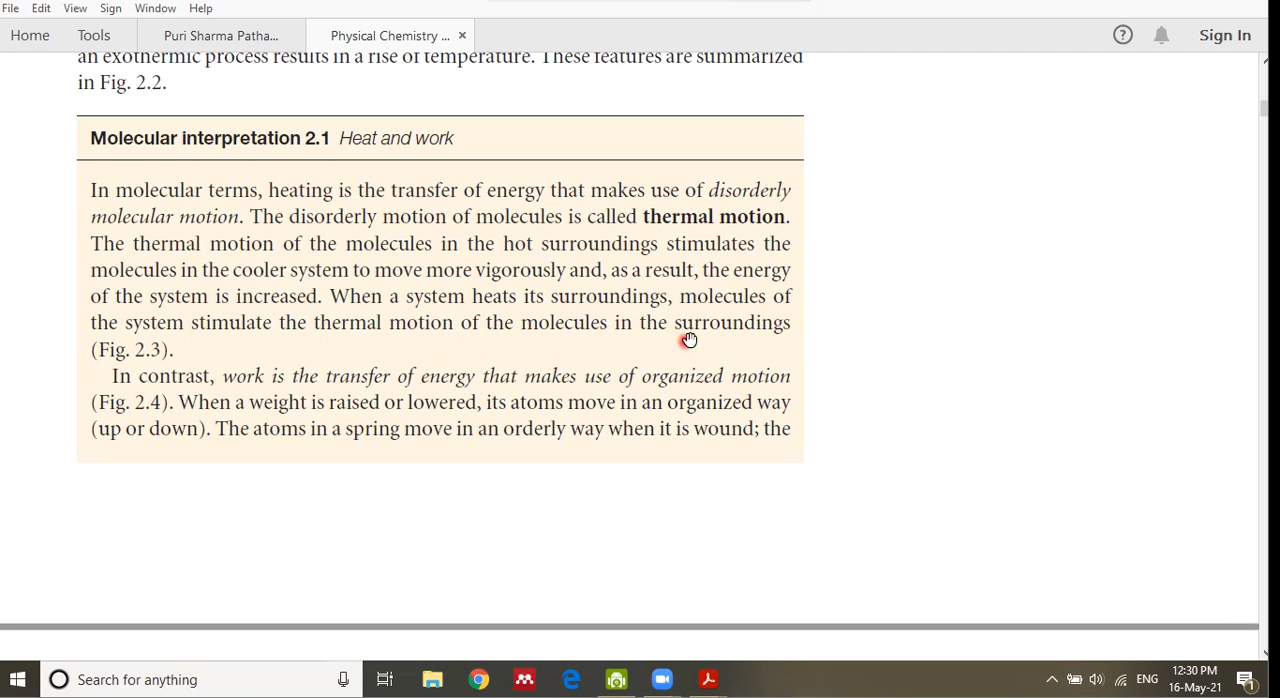 File Edit View Sign Window Help
Home Tools Puri Sharma Patha... Physical Chemistry ... × ? Sign In
an exothermic process results in a rise of temperature. These features are summarized
in Fig. 2.2.
Molecular interpretation 2.1 Heat and work
In molecular terms, heating is the transfer of energy that makes use of disorderly
molecular motion. The disorderly motion of molecules is called thermal motion.
The thermal motion of the molecules in the hot surroundings stimulates the
molecules in the cooler system to move more vigorously and, as a result, the energy
of the system is increased. When a system heats its surroundings, molecules of
the system stimulate the thermal motion of the molecules in the surroundings
(Fig. 2.3).
In contrast, work is the transfer of energy that makes use of organized motion
(Fig. 2.4). When a weight is raised or lowered, its atoms move in an organized way
(up or down). The atoms in a spring move in an orderly way when it is wound; the
Search for anything
ENG
12:30 PM
16-May-21
1